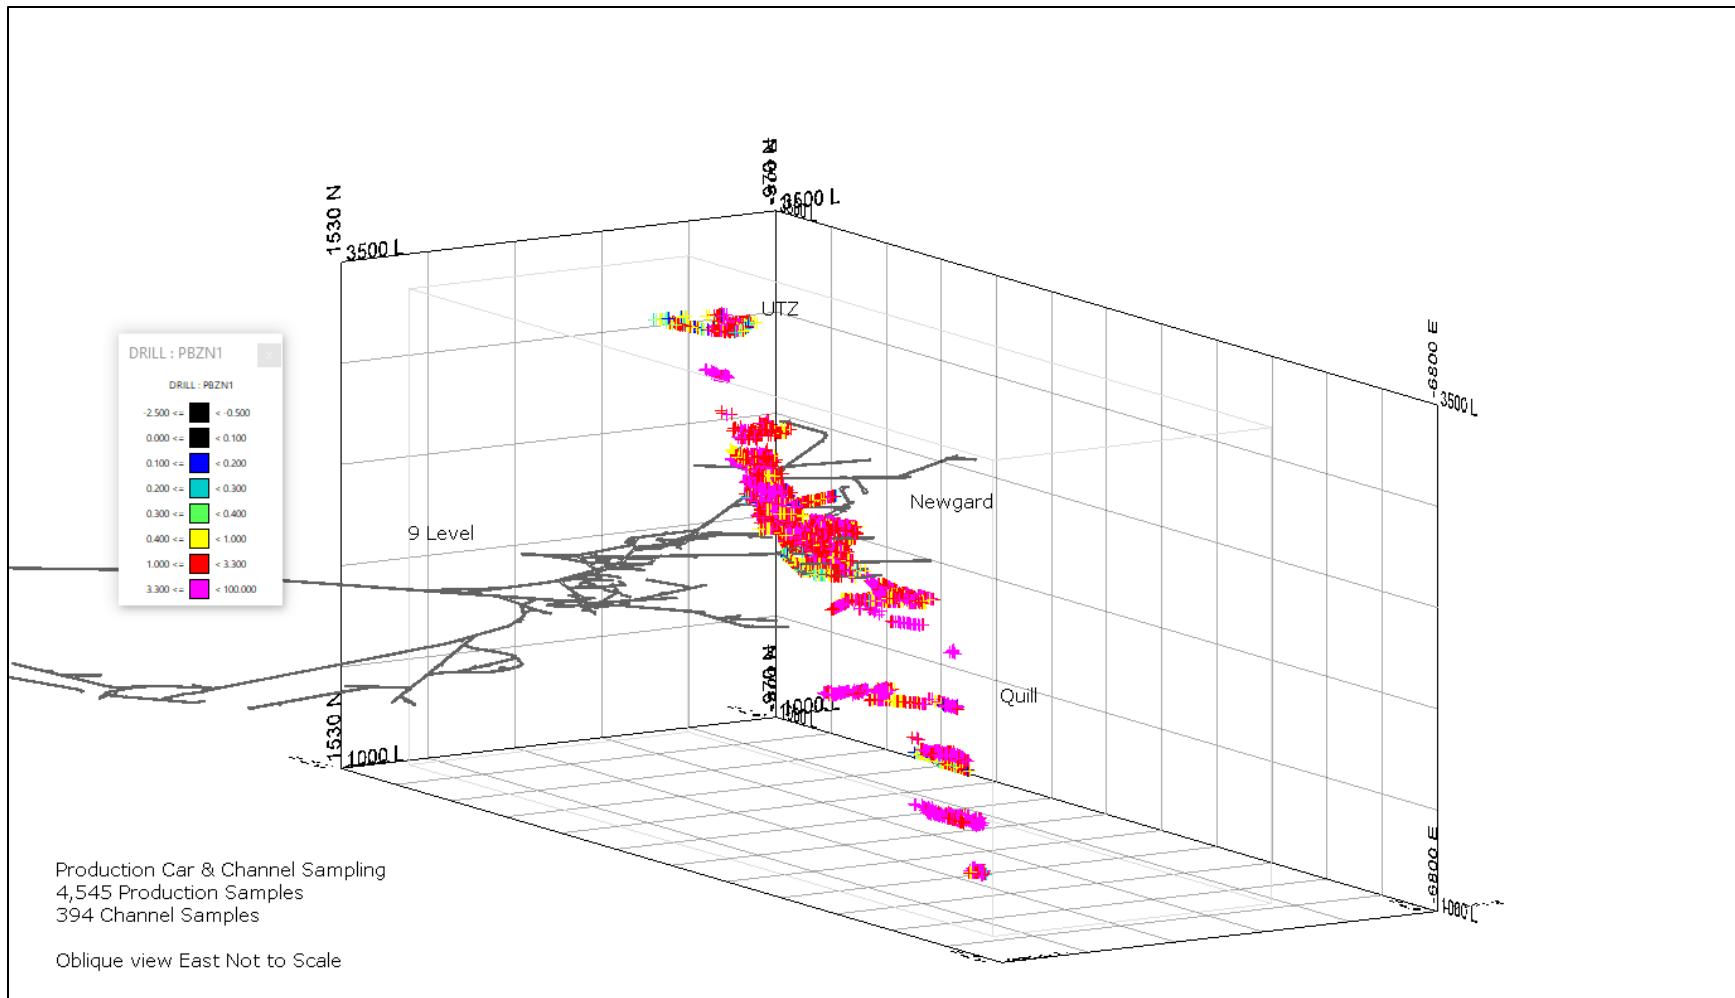 1530 N
3500 L
3500 L
UTZ
-6800 E
3500 L
DRILL : PBZN1
x
DRILL : PBZN1
-2.500 <= < -0.500
0.000 <= < 0.100
0.100 <= < 0.200
0.200 <= < 0.300
0.300 <= < 0.400
0.400 <= < 1.000
1.000 <= < 3.300
3.300 <= < 100.000
9 Level
Newgard
Quill
1530 N
1000 L
1000 L
-6800 E
1000 L
Production Car & Channel Sampling
4,545 Production Samples
394 Channel Samples
Oblique view East Not to Scale